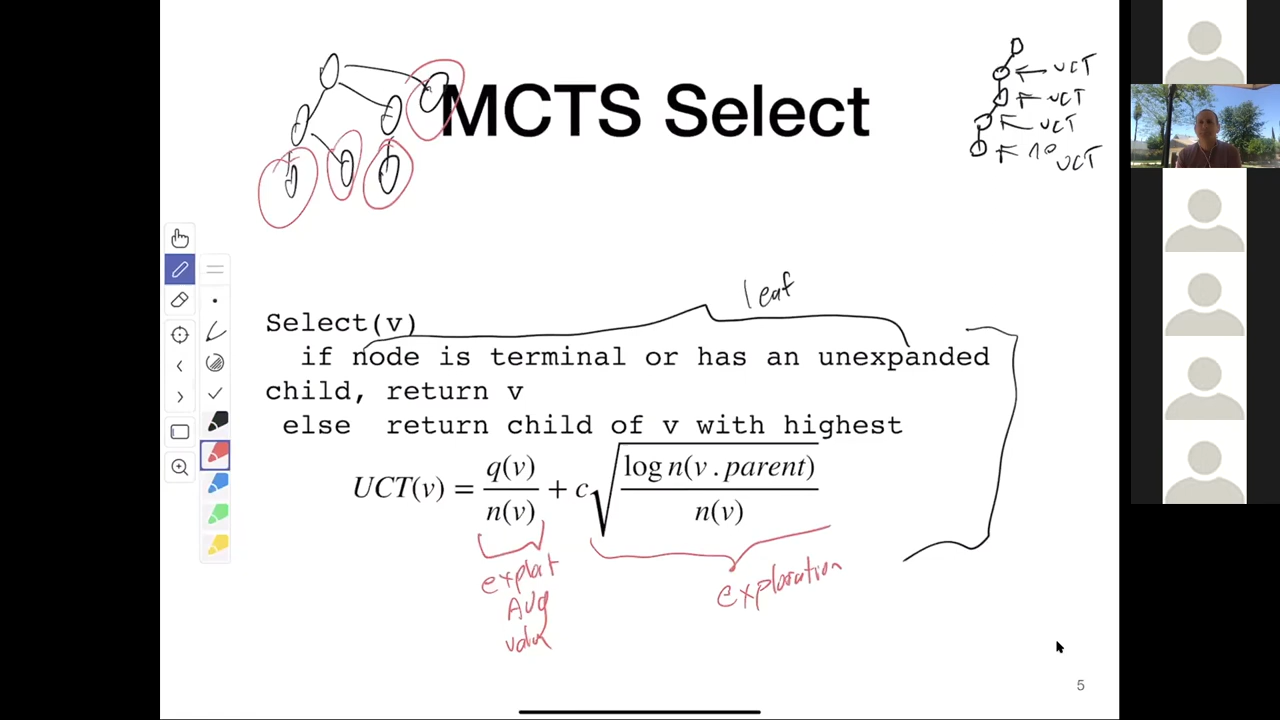 MCTS Select
UCT
UCT
UCT
no UCT
leaf
Select(v)
if node is terminal or has an unexpanded
child, return v
else return child of v with highest
UCT(v) = q(v)/n(v) + c√(log n(v.parent)/n(v))
exploit
Avg
value
exploration
5